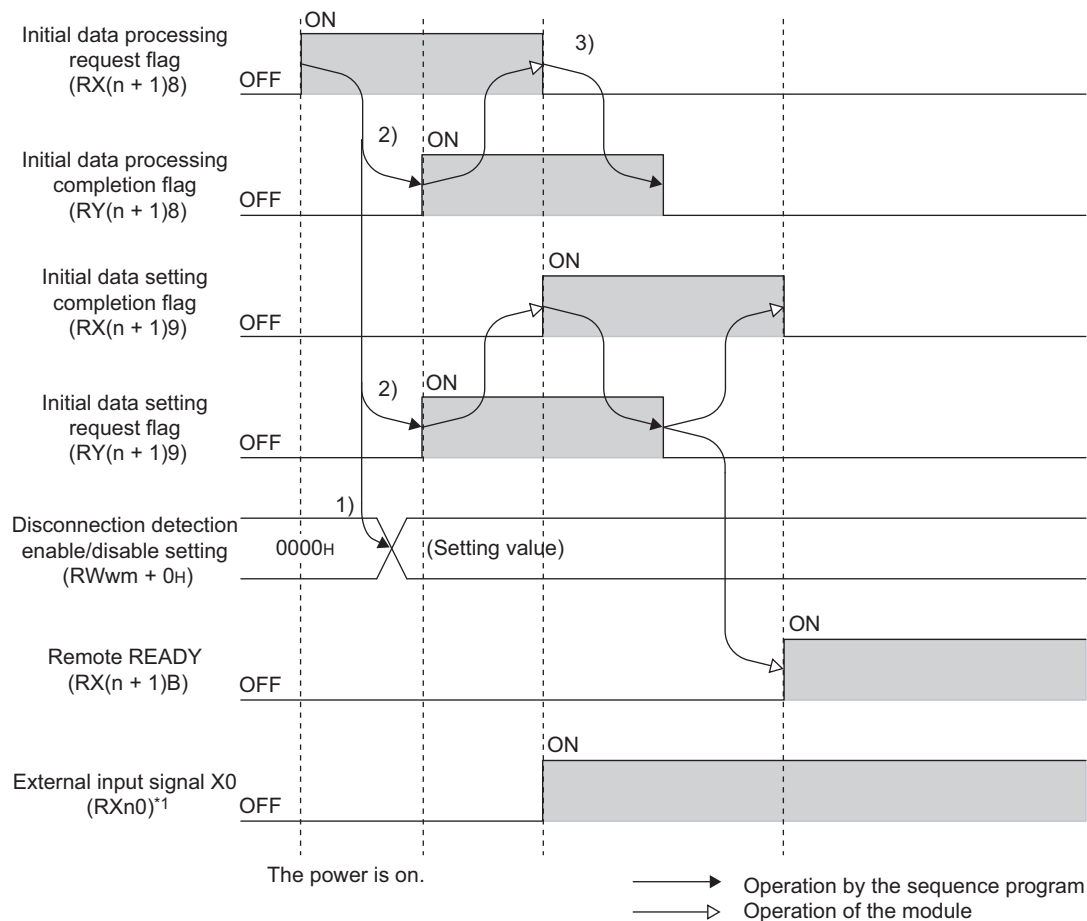 ON
Initial data processing
request flag
(RX(n + 1)8)
OFF
3)
2)
ON
Initial data processing
completion flag
(RY(n + 1)8)
OFF
ON
Initial data setting
completion flag
(RX(n + 1)9)
OFF
2)
ON
Initial data setting
request flag
(RY(n + 1)9)
OFF
1)
Disconnection detection
enable/disable setting
(RWwm + 0H)
0000H
(Setting value)
ON
Remote READY
(RX(n + 1)B)
OFF
ON
External input signal X0
(RXn0)*1
OFF
The power is on.
Operation by the sequence program
Operation of the module